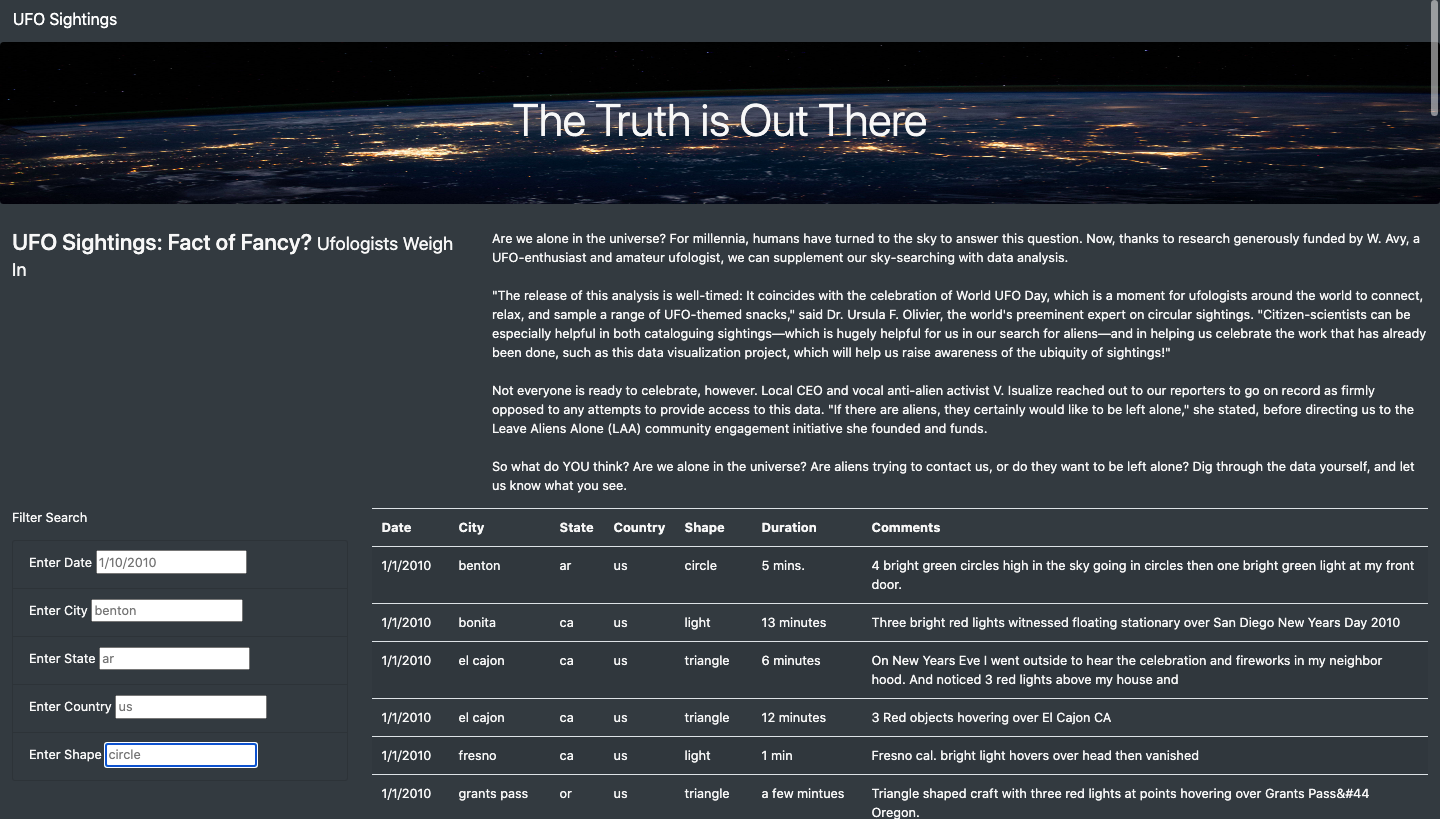 UFO Sightings
The Truth is Out There
UFO Sightings: Fact of Fancy? Ufologists Weigh
In
Are we alone in the universe? For millennia, humans have turned to the sky to answer this question. Now, thanks to research generously funded by W. Avy, a
UFO-enthusiast and amateur ufologist, we can supplement our sky-searching with data analysis.
"The release of this analysis is well-timed: It coincides with the celebration of World UFO Day, which is a moment for ufologists around the world to connect,
relax, and sample a range of UFO-themed snacks," said Dr. Ursula F. Olivier, the world's preeminent expert on circular sightings. "Citizen-scientists can be
especially helpful in both cataloguing sightings—which is hugely helpful for us in our search for aliens—and in helping us celebrate the work that has already
been done, such as this data visualization project, which will help us raise awareness of the ubiquity of sightings!"
Not everyone is ready to celebrate, however. Local CEO and vocal anti-alien activist V. Isualize reached out to our reporters to go on record as firmly
opposed to any attempts to provide access to this data. "If there are aliens, they certainly would like to be left alone," she stated, before directing us to the
Leave Aliens Alone (LAA) community engagement initiative she founded and funds.
So what do YOU think? Are we alone in the universe? Are aliens trying to contact us, or do they want to be left alone? Dig through the data yourself, and let
us know what you see.
Filter Search
Enter Date 1/10/2010
Enter City benton
Enter State ar
Enter Country us
Enter Shape circle
Date City State Country Shape Duration Comments
1/1/2010 benton ar us circle 5 mins. 4 bright green circles high in the sky going in circles then one bright green light at my front
door.
1/1/2010 bonita ca us light 13 minutes Three bright red lights witnessed floating stationary over San Diego New Years Day 2010
1/1/2010 el cajon ca us triangle 6 minutes On New Years Eve I went outside to hear the celebration and fireworks in my neighbor
hood. And noticed 3 red lights above my house and
1/1/2010 el cajon ca us triangle 12 minutes 3 Red objects hovering over El Cajon CA
1/1/2010 fresno ca us light 1 min Fresno cal. bright light hovers over head then vanished
1/1/2010 grants pass or us triangle a few mintues Triangle shaped craft with three red lights at points hovering over Grants Pass&#44
Oregon.